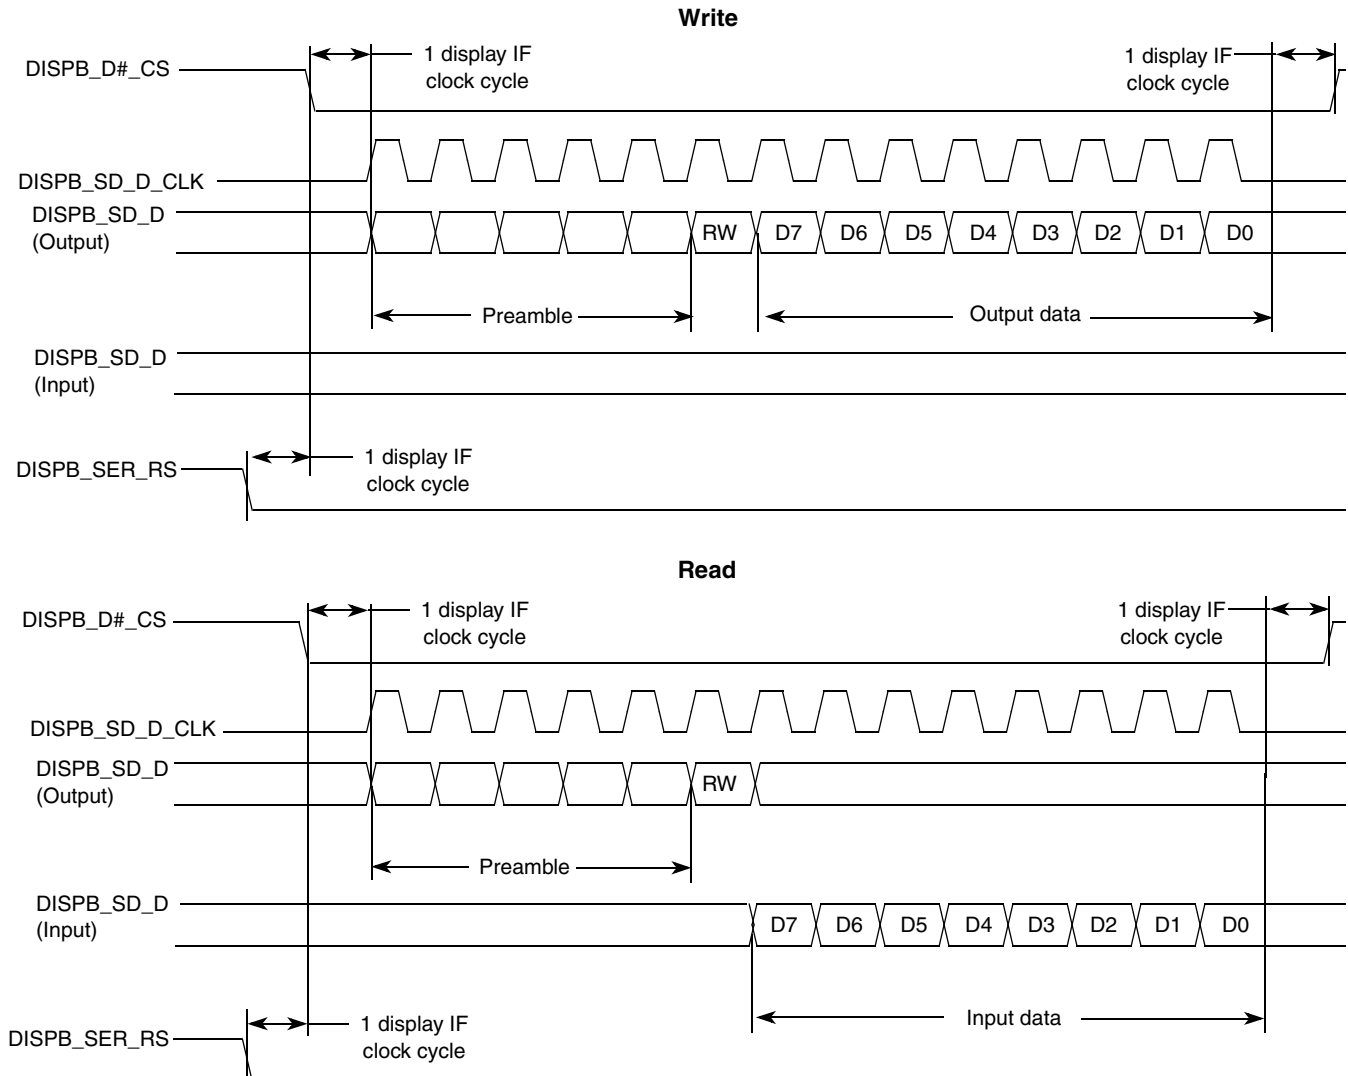 Write
DISPB_D#_CS
1 display IF
clock cycle
1 display IF
clock cycle
DISPB_SD_D_CLK
DISPB_SD_D
(Output)
RW D7 D6 D5 D4 D3 D2 D1 D0
Preamble
Output data
DISPB_SD_D
(Input)
DISPB_SER_RS
1 display IF
clock cycle
Read
DISPB_D#_CS
1 display IF
clock cycle
1 display IF
clock cycle
DISPB_SD_D_CLK
DISPB_SD_D
(Output)
RW
Preamble
DISPB_SD_D
(Input)
D7 D6 D5 D4 D3 D2 D1 D0
Input data
DISPB_SER_RS
1 display IF
clock cycle